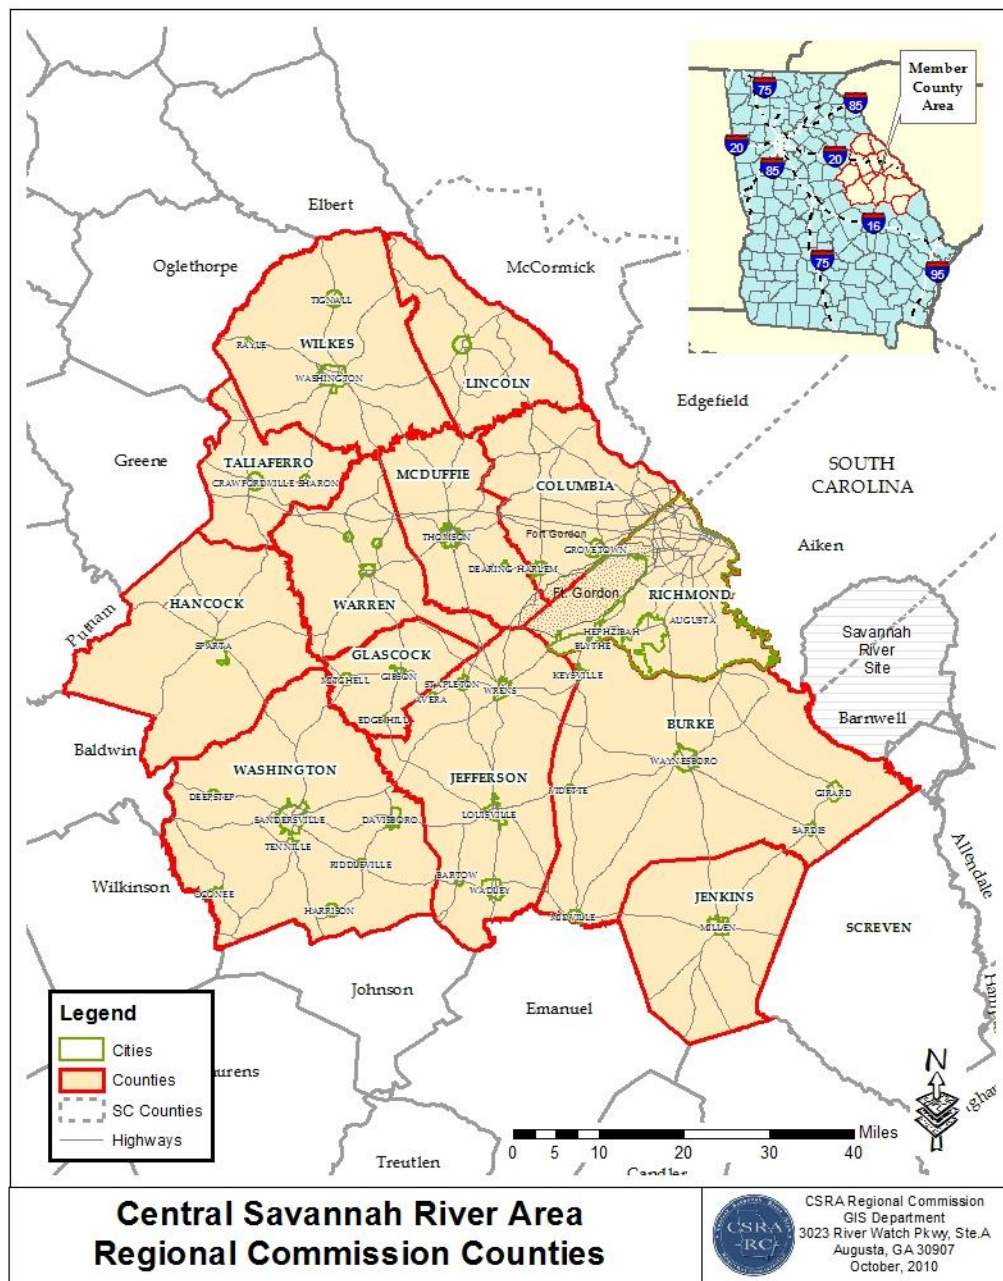 Member
County
Area
75
85
20
20
85
16
75
95
Elbert
Oglethorpe
McCormick
TIGNALL
RAYLE
WILKES
WASHINGTON
LINCOLN
Edgefield
Greene
TALIAFERRO
CRAWFORDVILLE SHARON
MCDUFFIE
COLUMBIA
SOUTH
CAROLINA
Fort Gordon
THOMSON
GROVETOWN
Aiken
DEARING HARLEM
Ft. Gordon
RICHMOND
HANCOCK
WARREN
Putnam
AUGUSTA
HEPHZIBAH
BLYTHE
SPARTA
Savannah
River
Site
GLASCOCK
MITCHELL
GIBSON
STAPLETON
WRENS
KEYSVILLE
AVERA
EDGEHILL
BURKE
Barnwell
Baldwin
WASHINGTON
JEFFERSON
WAYNESBORO
DEEPSTEP
VIDETTE
GIRARD
SANDERSVILLE
DAVISBORO
LOUISVILLE
SARDIS
TENNILLE
RIDDLEVILLE
Allendale
BARTOW
WADLEY
Wilkinson
OCONEE
HARRISON
MIDVILLE
JENKINS
MILLEN
SCREVEN
Johnson
Emanuel
Legend
Cities
Counties
SC Counties
Highways
urens
N
Miles
0 5 10 20 30 40
Treutlen
Candler
Central Savannah River Area
Regional Commission Counties
CSRA
RC
CSRA Regional Commission
GIS Department
3023 River Watch Pkwy, Ste.A
Augusta, GA 30907
October, 2010